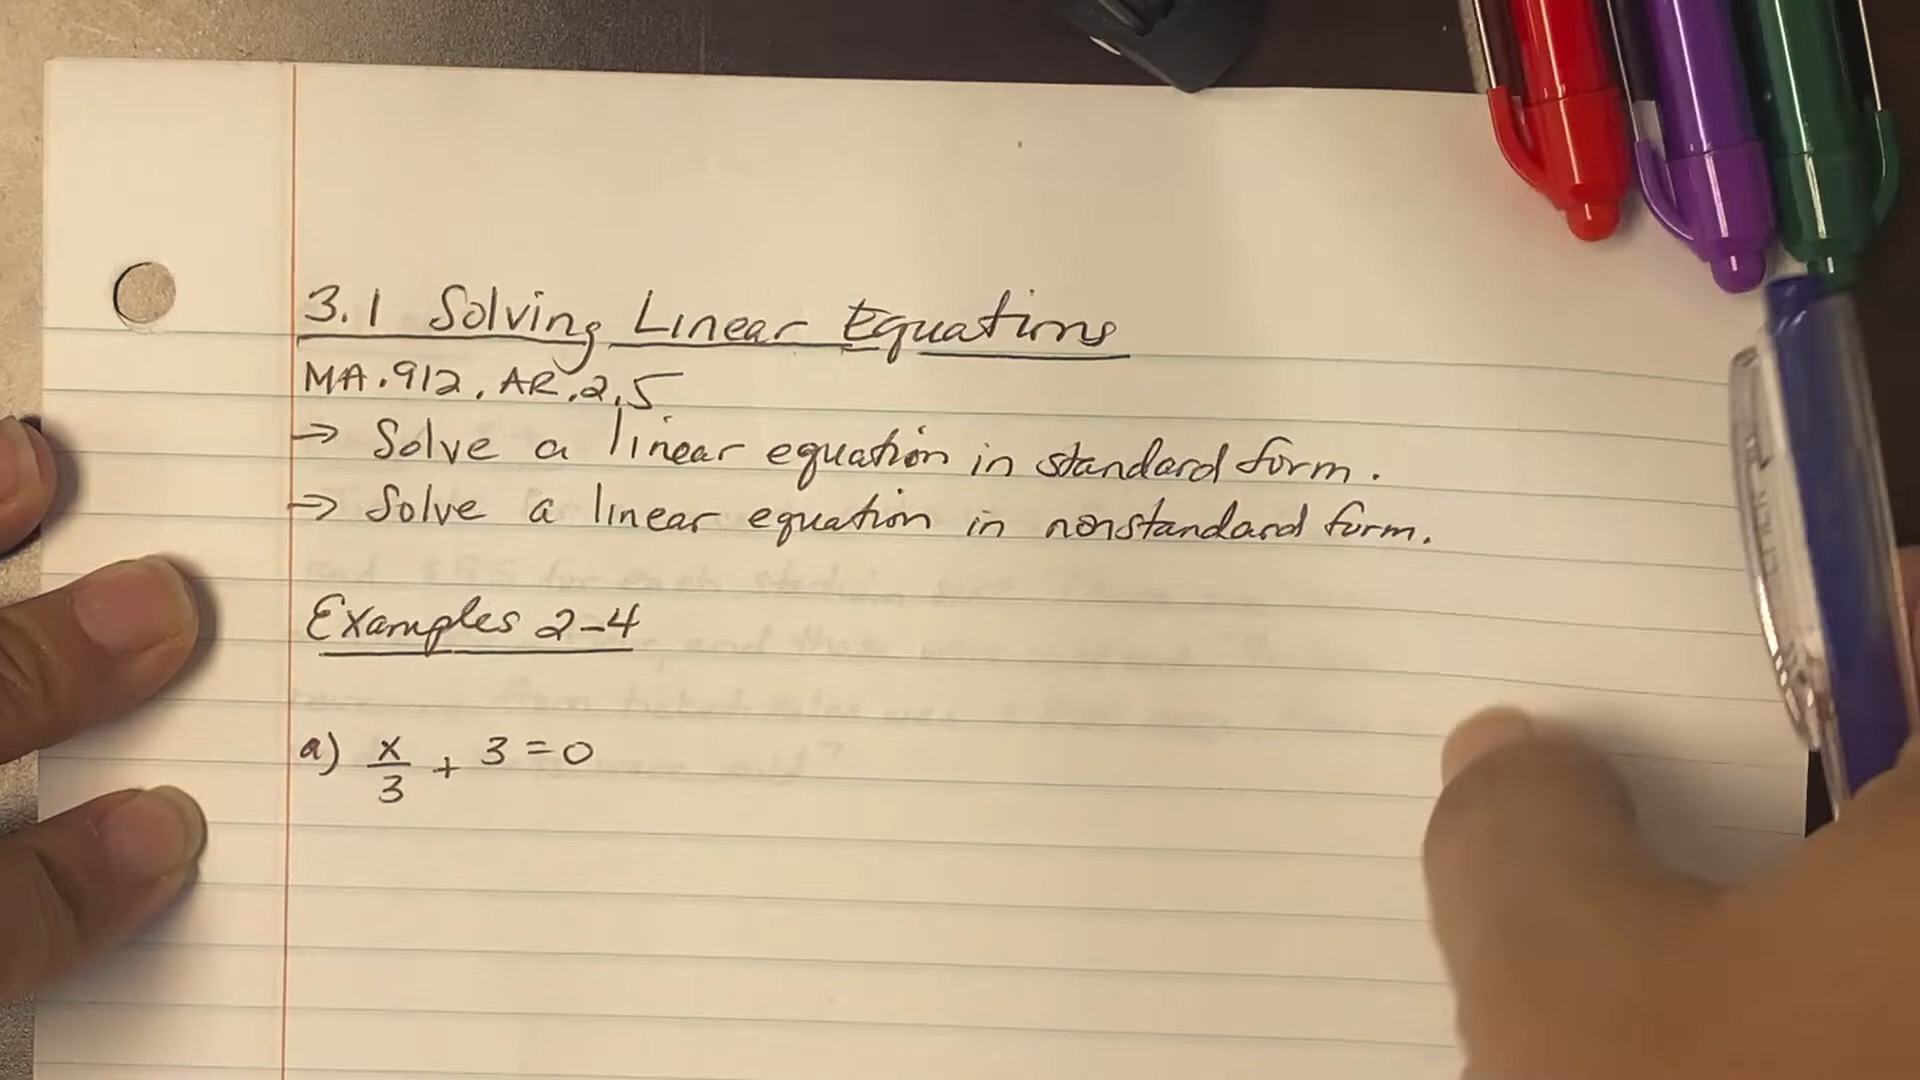 3.1 Solving Linear Equations
MA.912.AR.2.5
→ Solve a linear equation in standard form.
→ Solve a linear equation in nonstandard form.
Examples 2-4
a) x/3 + 3 = 0